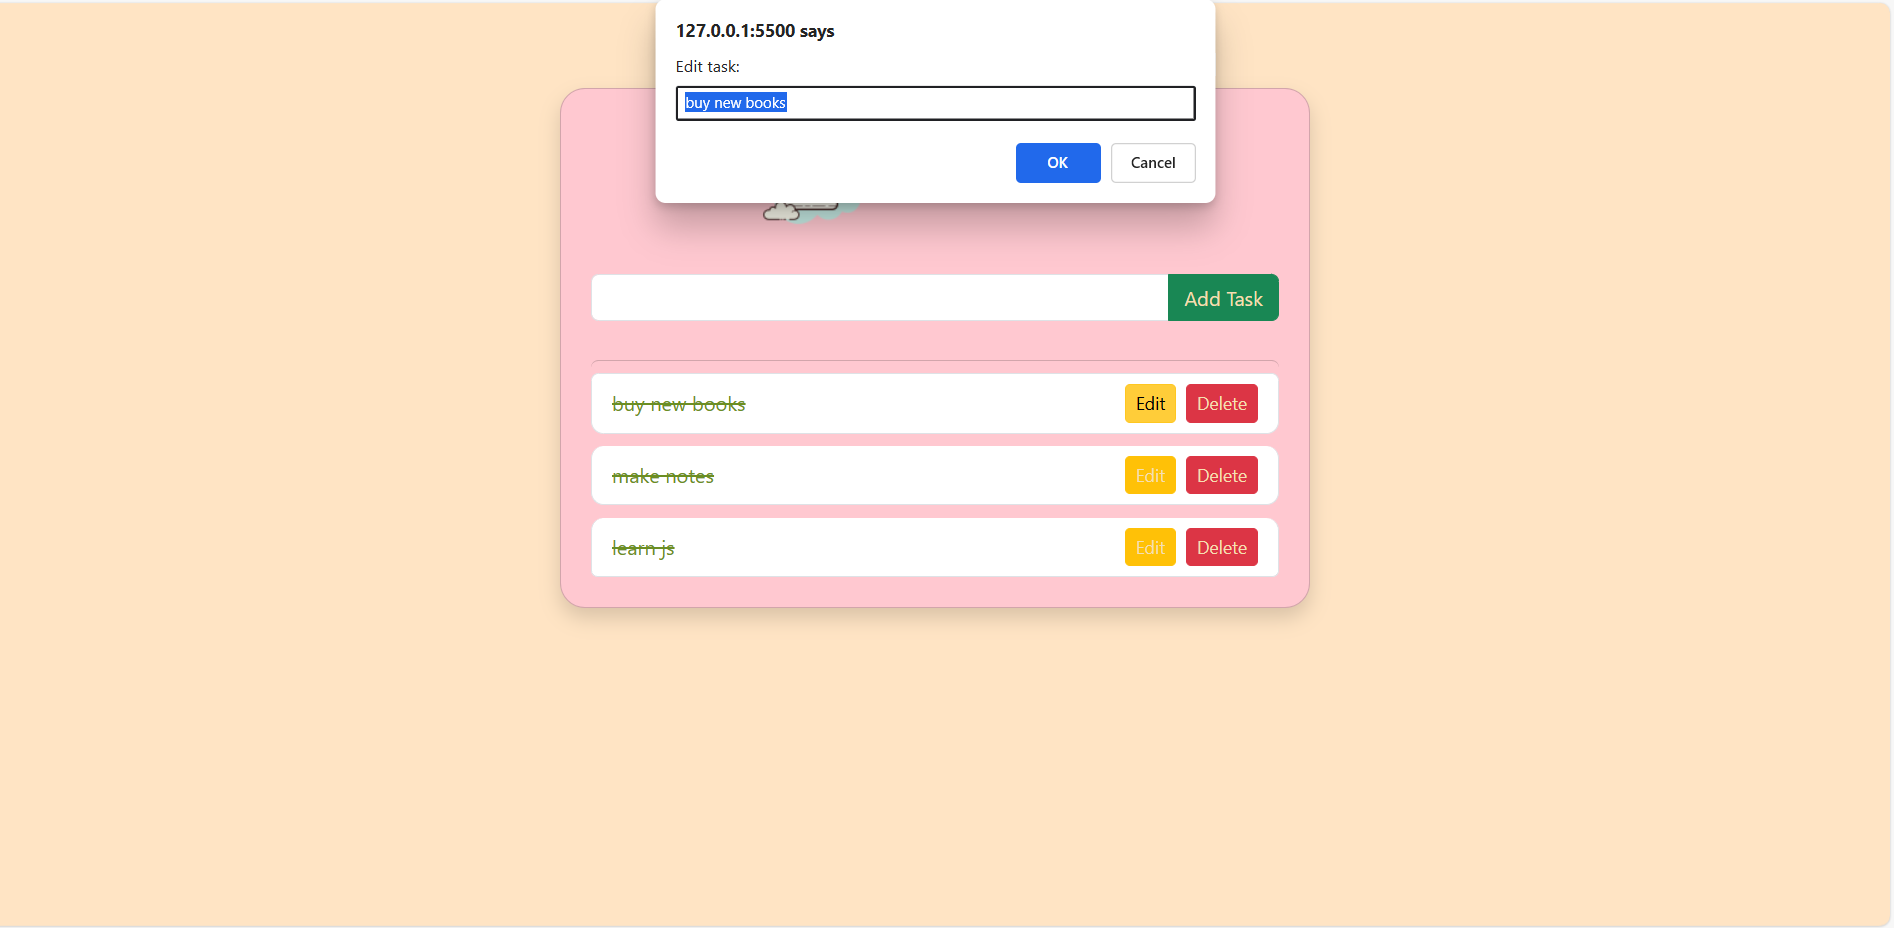 127.0.0.1:5500 says
Edit task:
buy new books
OK Cancel
Add Task
buy new books Edit Delete
make notes Edit Delete
learn js Edit Delete